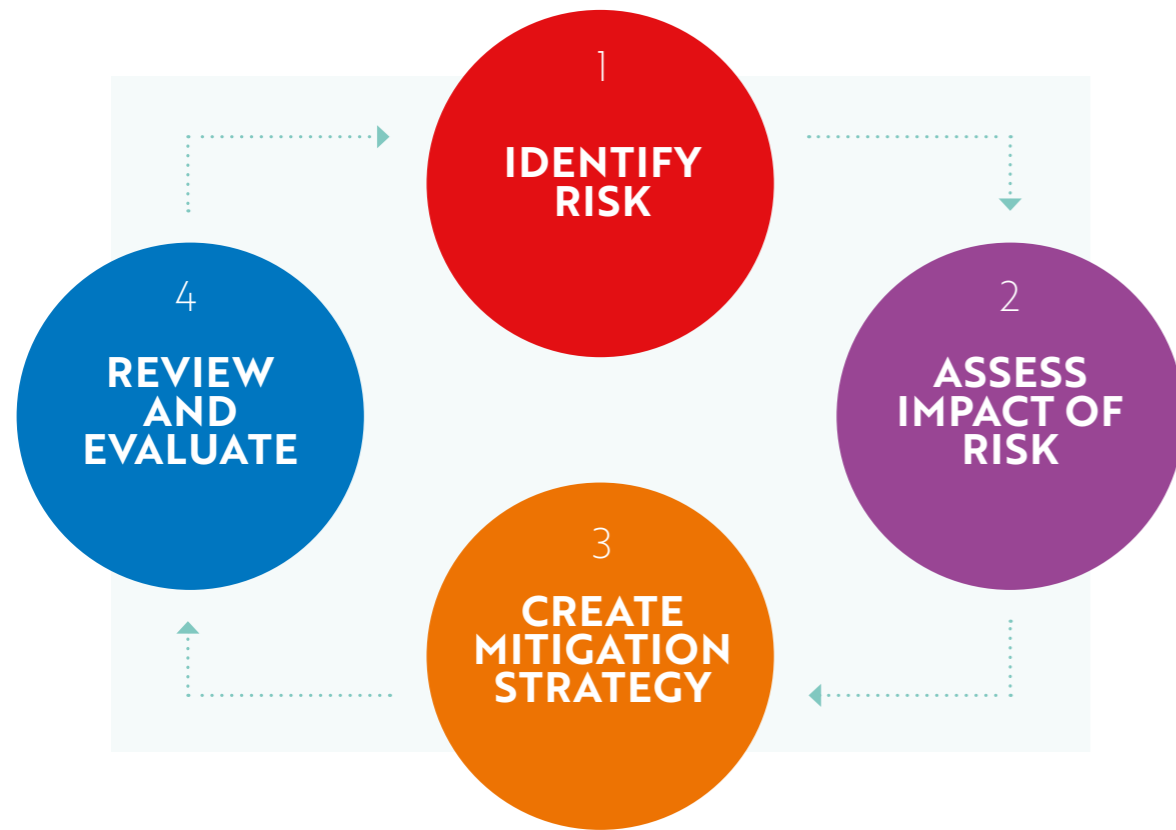 1
IDENTIFY
RISK
2
ASSESS
IMPACT OF
RISK
3
CREATE
MITIGATION
STRATEGY
4
REVIEW
AND
EVALUATE